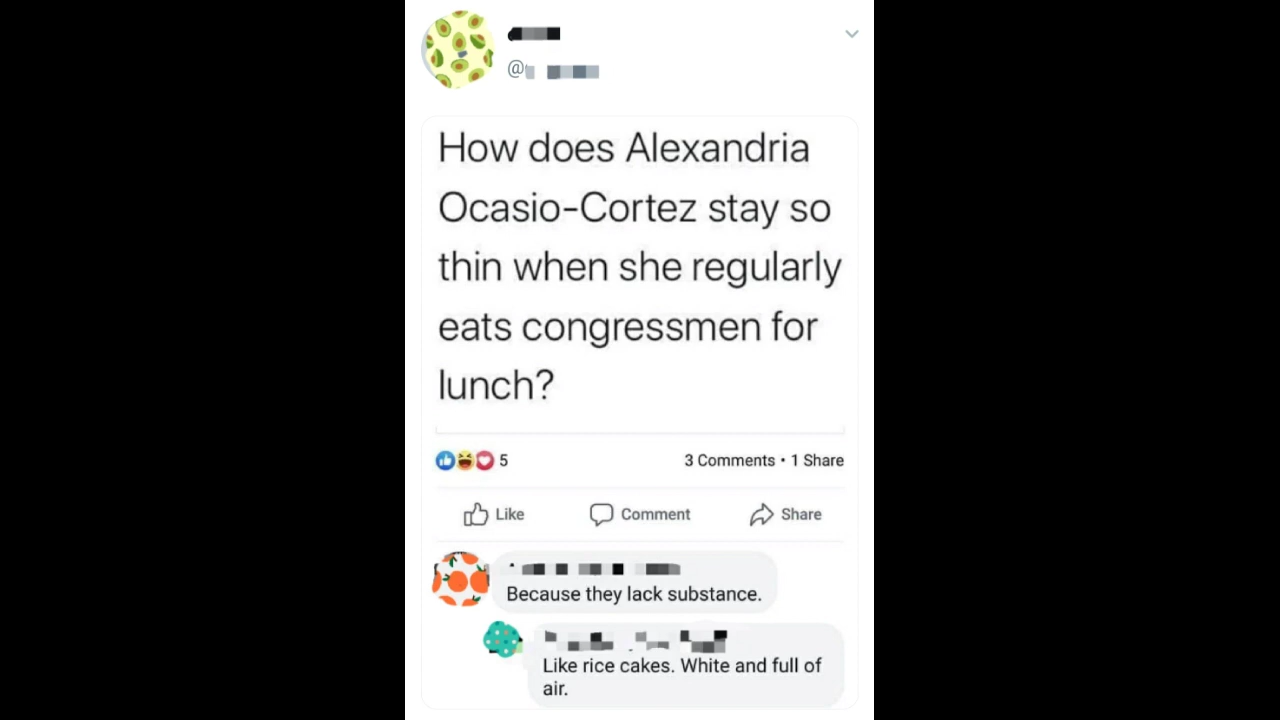 @
How does Alexandria
Ocasio-Cortez stay so
thin when she regularly
eats congressmen for
lunch?
5
3 Comments • 1 Share
Like
Comment
Share
Because they lack substance.
Like rice cakes. White and full of
air.